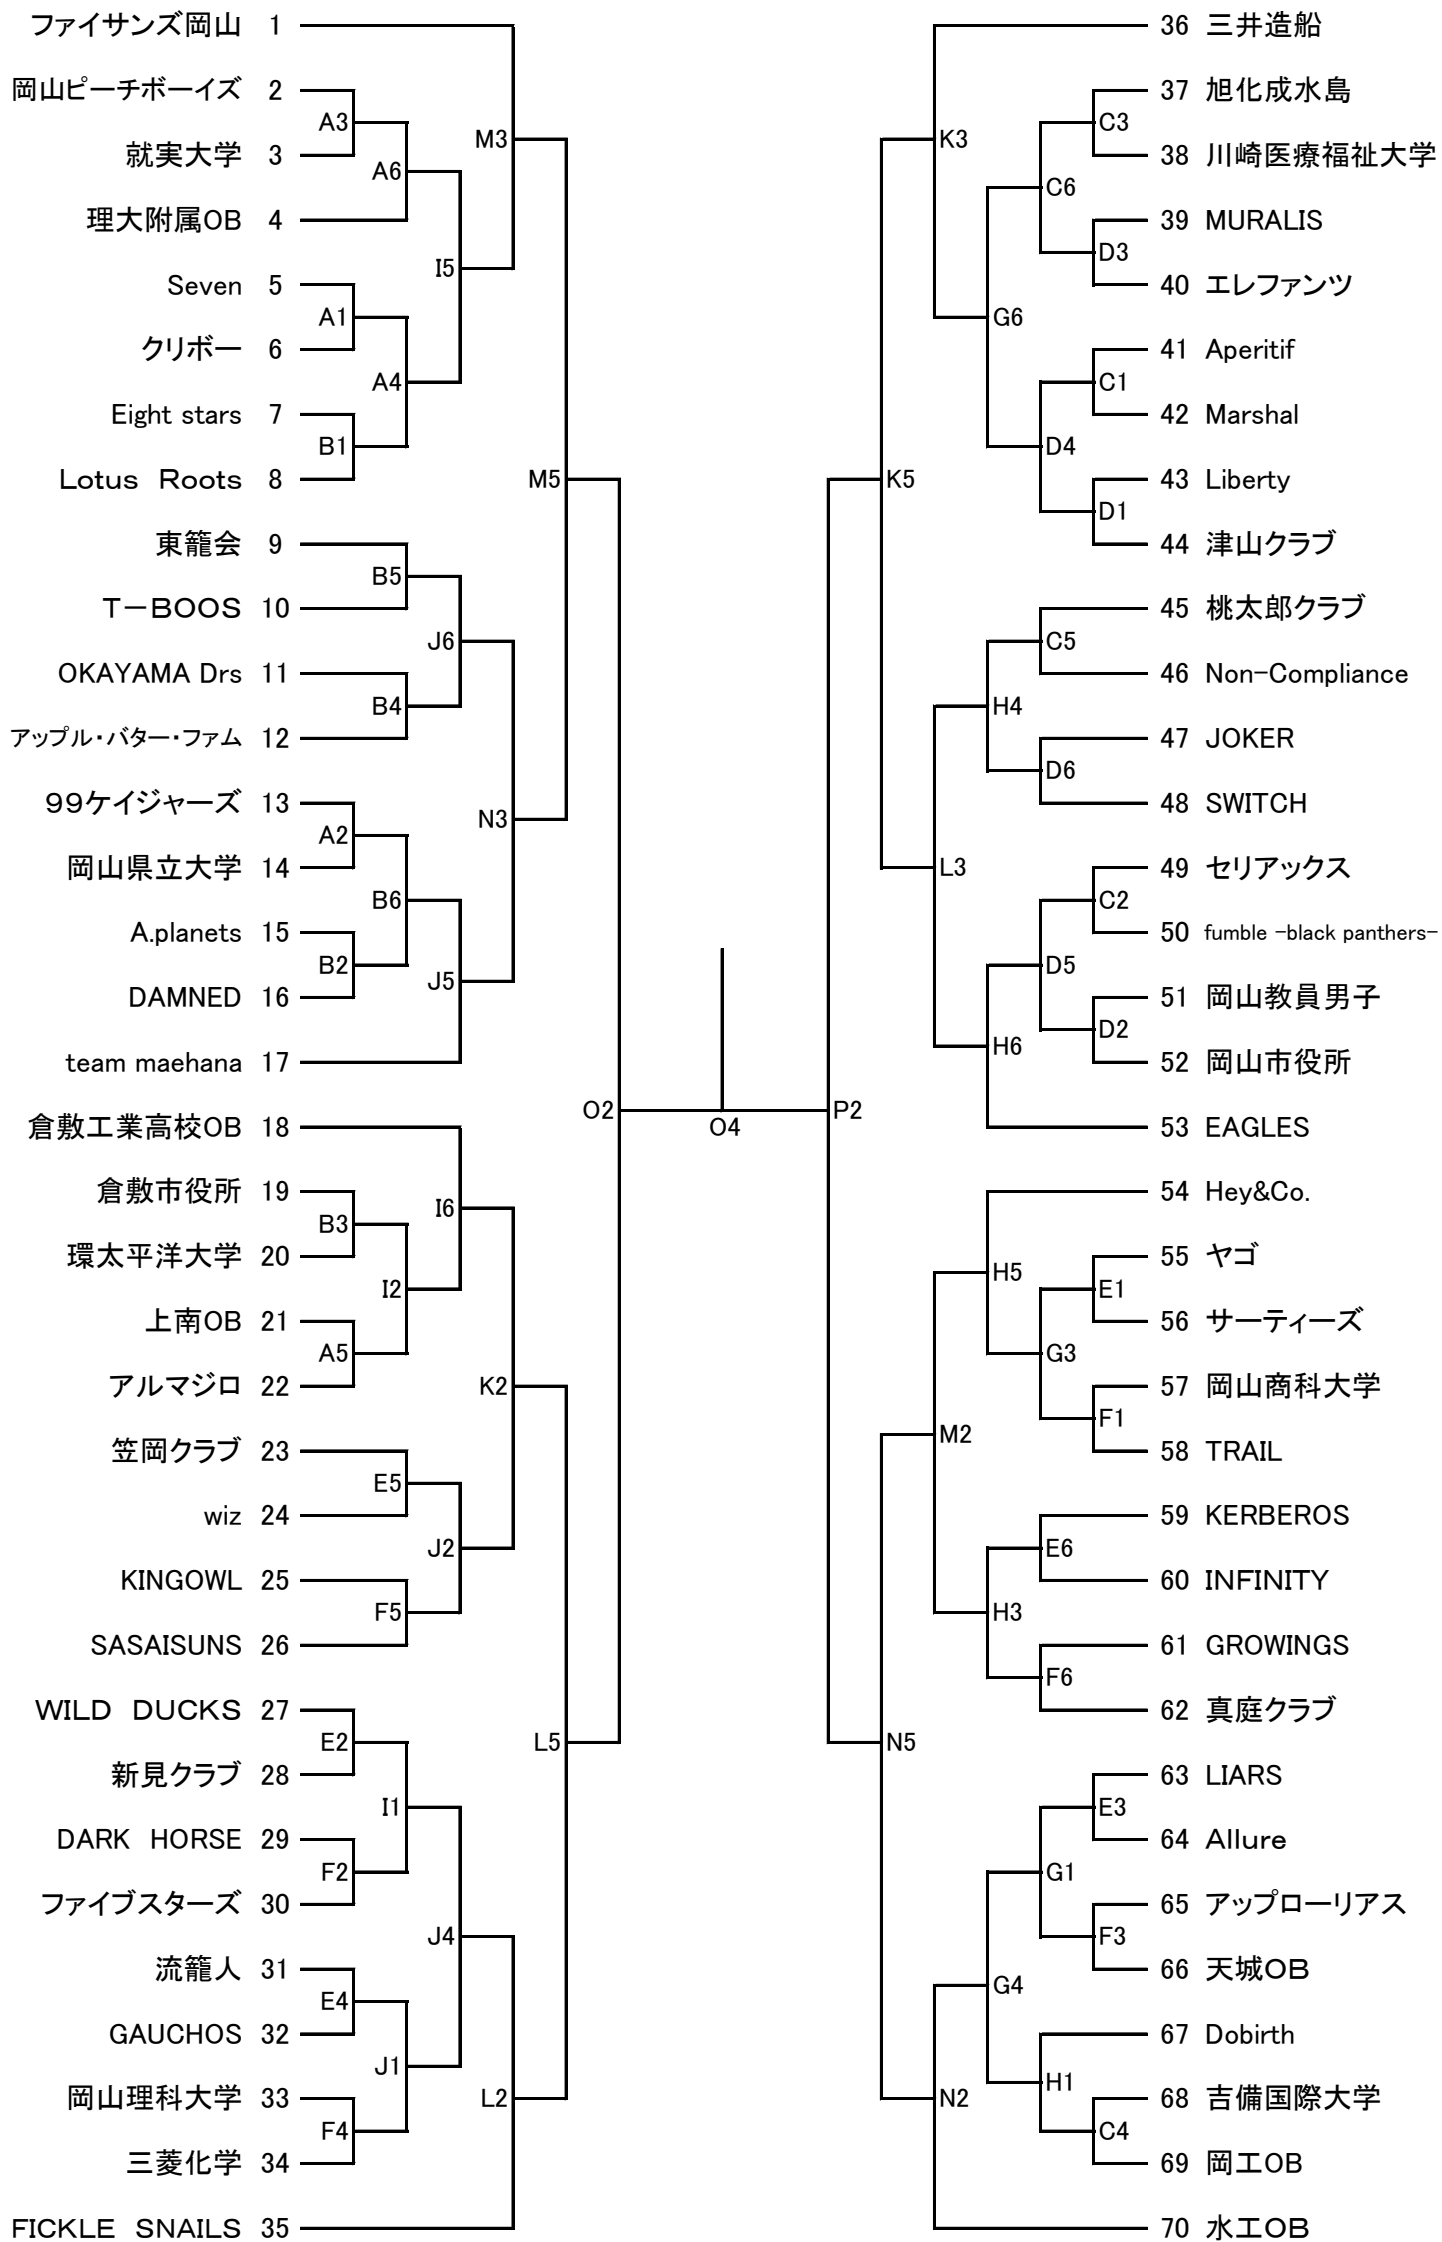 ファイサンズ岡山 1
岡山ピーチボーイズ 2
A3
就実大学 3
M3
A6
理大附属OB 4
I5
Seven 5
A1
クリボー 6
A4
Eight stars 7
B1
Lotus Roots 8
M5
東籠会 9
B5
T－BOOS 10
J6
OKAYAMA Drs 11
B4
アップル・バター・ファム 12
99ケイジャーズ 13
N3
A2
岡山県立大学 14
B6
A.planets 15
B2
J5
DAMNED 16
team maehana 17
O2
倉敷工業高校OB 18
倉敷市役所 19
I6
B3
環太平洋大学 20
I2
上南OB 21
A5
アルマジロ 22
K2
笠岡クラブ 23
E5
wiz 24
J2
KINGOWL 25
F5
SASAISUNS 26
WILD DUCKS 27
E2
L5
新見クラブ 28
I1
DARK HORSE 29
F2
ファイブスターズ 30
J4
流籠人 31
E4
GAUCHOS 32
J1
岡山理科大学 33
L2
F4
三菱化学 34
FICKLE SNAILS 35
O4
36 三井造船
37 旭化成水島
C3
K3
38 川崎医療福祉大学
C6
39 MURALIS
D3
40 エレファンツ
G6
41 Aperitif
C1
42 Marshal
D4
K5
43 Liberty
D1
44 津山クラブ
45 桃太郎クラブ
C5
46 Non-Compliance
H4
47 JOKER
D6
48 SWITCH
L3
49 セリアックス
C2
50 fumble -black panthers-
D5
51 岡山教員男子
D2
H6
52 岡山市役所
P2
53 EAGLES
54 Hey&Co.
H5
55 ヤゴ
E1
56 サーティーズ
G3
57 岡山商科大学
F1
M2
58 TRAIL
59 KERBEROS
E6
60 INFINITY
H3
61 GROWINGS
F6
62 真庭クラブ
N5
63 LIARS
E3
64 Allure
G1
65 アップローリアス
F3
66 天城OB
G4
67 Dobirth
H1
N2
68 吉備国際大学
C4
69 岡工OB
70 水工OB